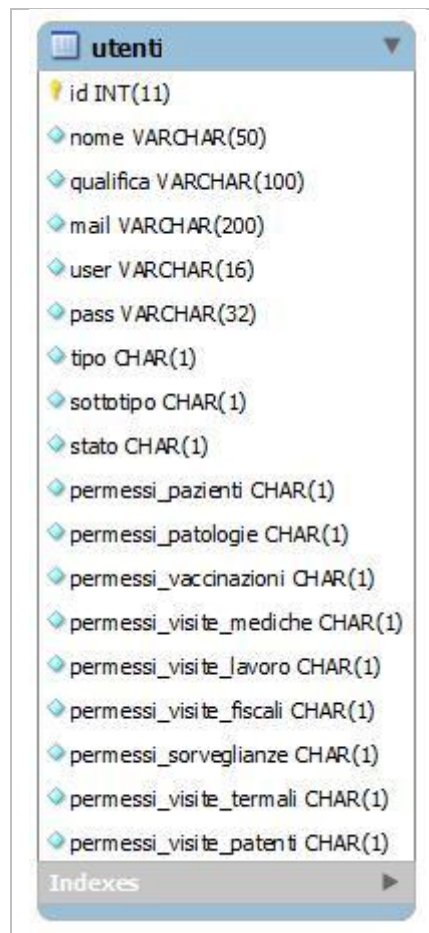 utenti
id INT(11)
nome VARCHAR(50)
qualifica VARCHAR(100)
mail VARCHAR(200)
user VARCHAR(16)
pass VARCHAR(32)
tipo CHAR(1)
sottotipo CHAR(1)
stato CHAR(1)
permessi_pazienti CHAR(1)
permessi_patologie CHAR(1)
permessi_vaccinazioni CHAR(1)
permessi_visite_mediche CHAR(1)
permessi_visite_lavoro CHAR(1)
permessi_visite_fiscali CHAR(1)
permessi_sorveglianze CHAR(1)
permessi_visite_termali CHAR(1)
permessi_visite_patenti CHAR(1)
Indexes